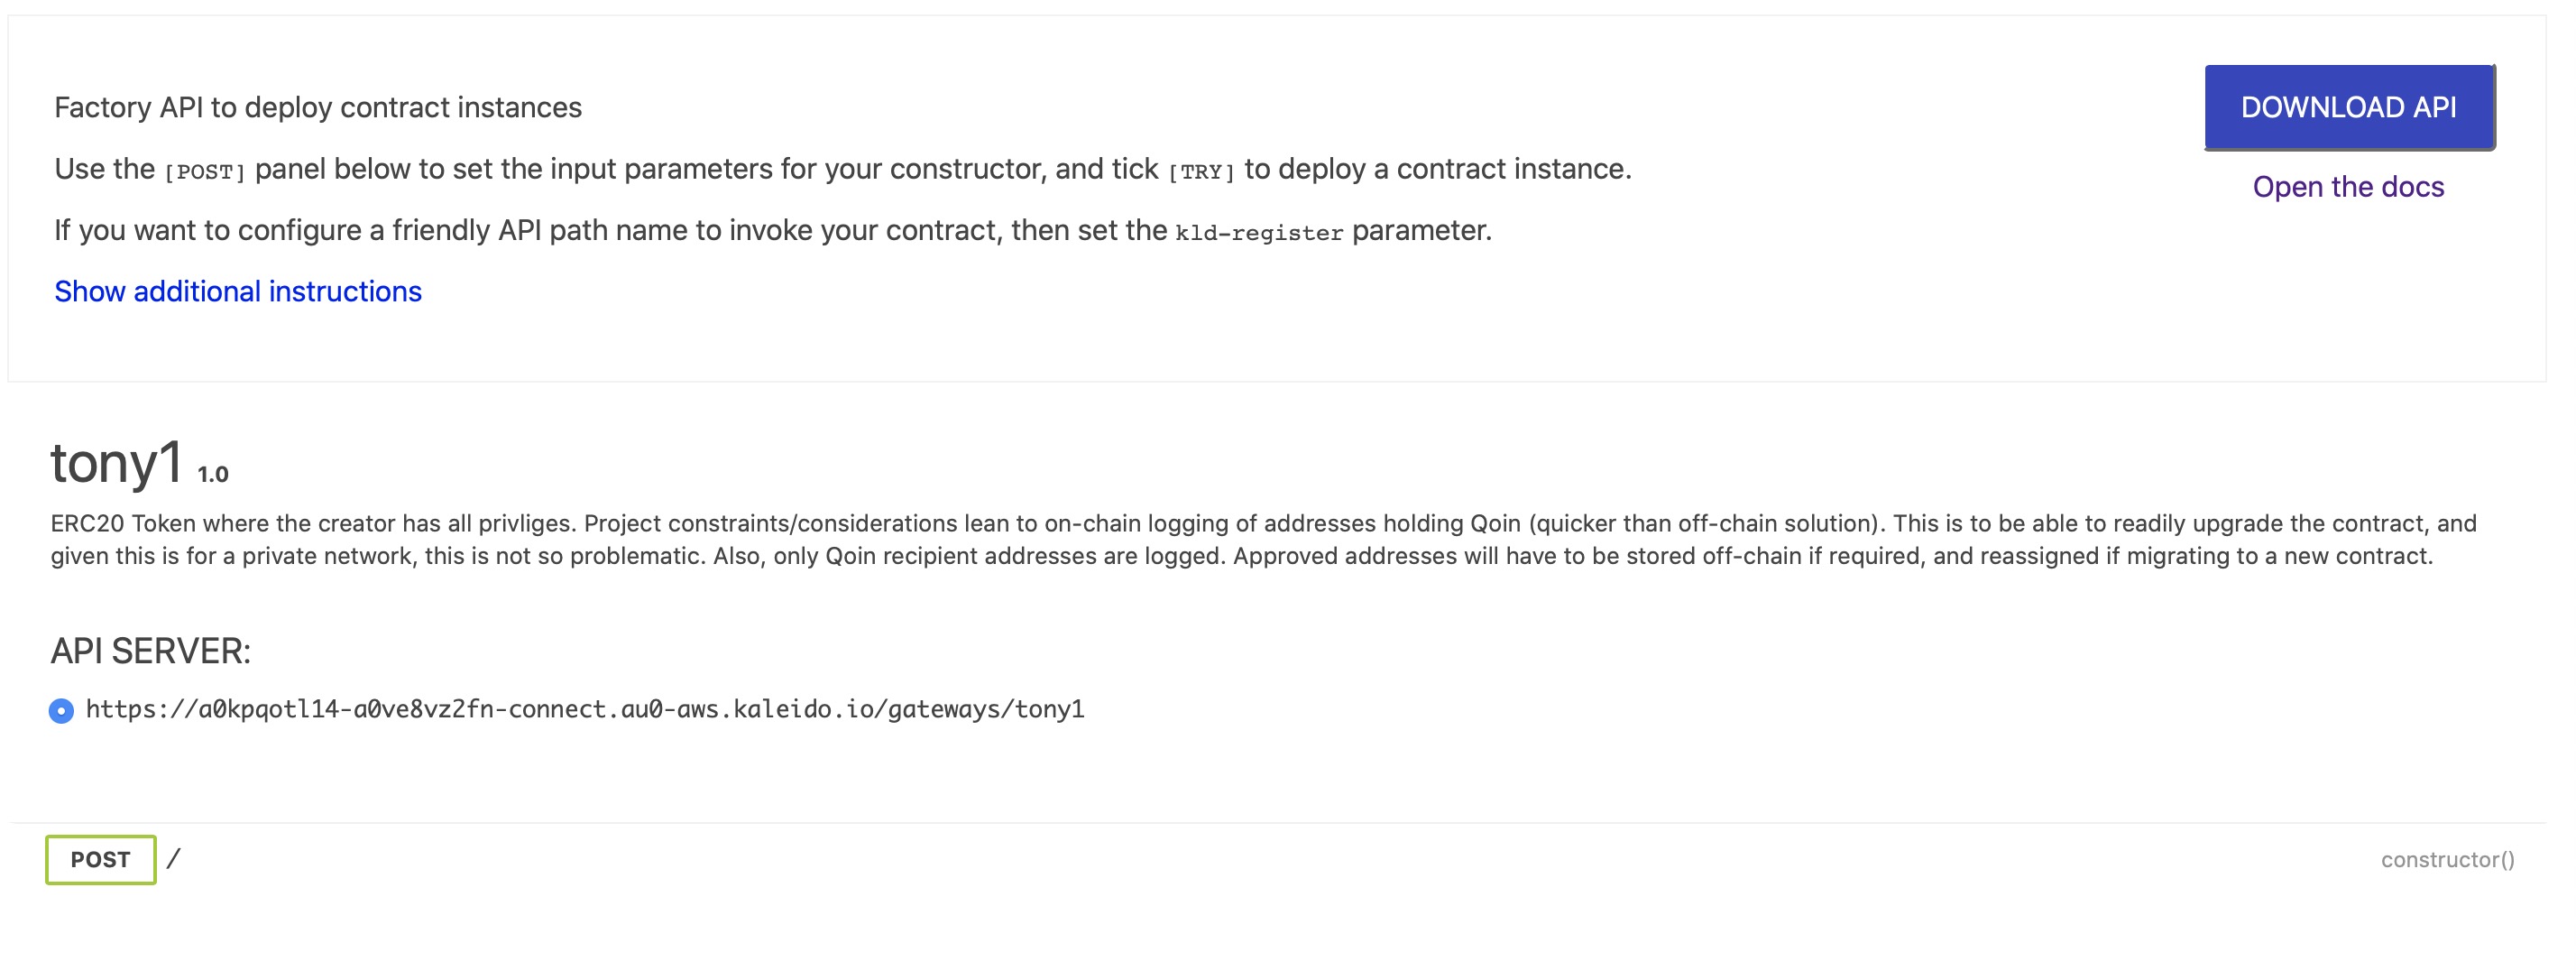 Factory API to deploy contract instances
DOWNLOAD API
Use the [POST] panel below to set the input parameters for your constructor, and tick [TRY] to deploy a contract instance.
Open the docs
If you want to configure a friendly API path name to invoke your contract, then set the kld-register parameter.
Show additional instructions
tony1 1.0
ERC20 Token where the creator has all privliges. Project constraints/considerations lean to on-chain logging of addresses holding Qoin (quicker than off-chain solution). This is to be able to readily upgrade the contract, and
given this is for a private network, this is not so problematic. Also, only Qoin recipient addresses are logged. Approved addresses will have to be stored off-chain if required, and reassigned if migrating to a new contract.
API SERVER:
https://a0kpqotl14-a0ve8vz2fn-connect.au0-aws.kaleido.io/gateways/tony1
POST / constructor()